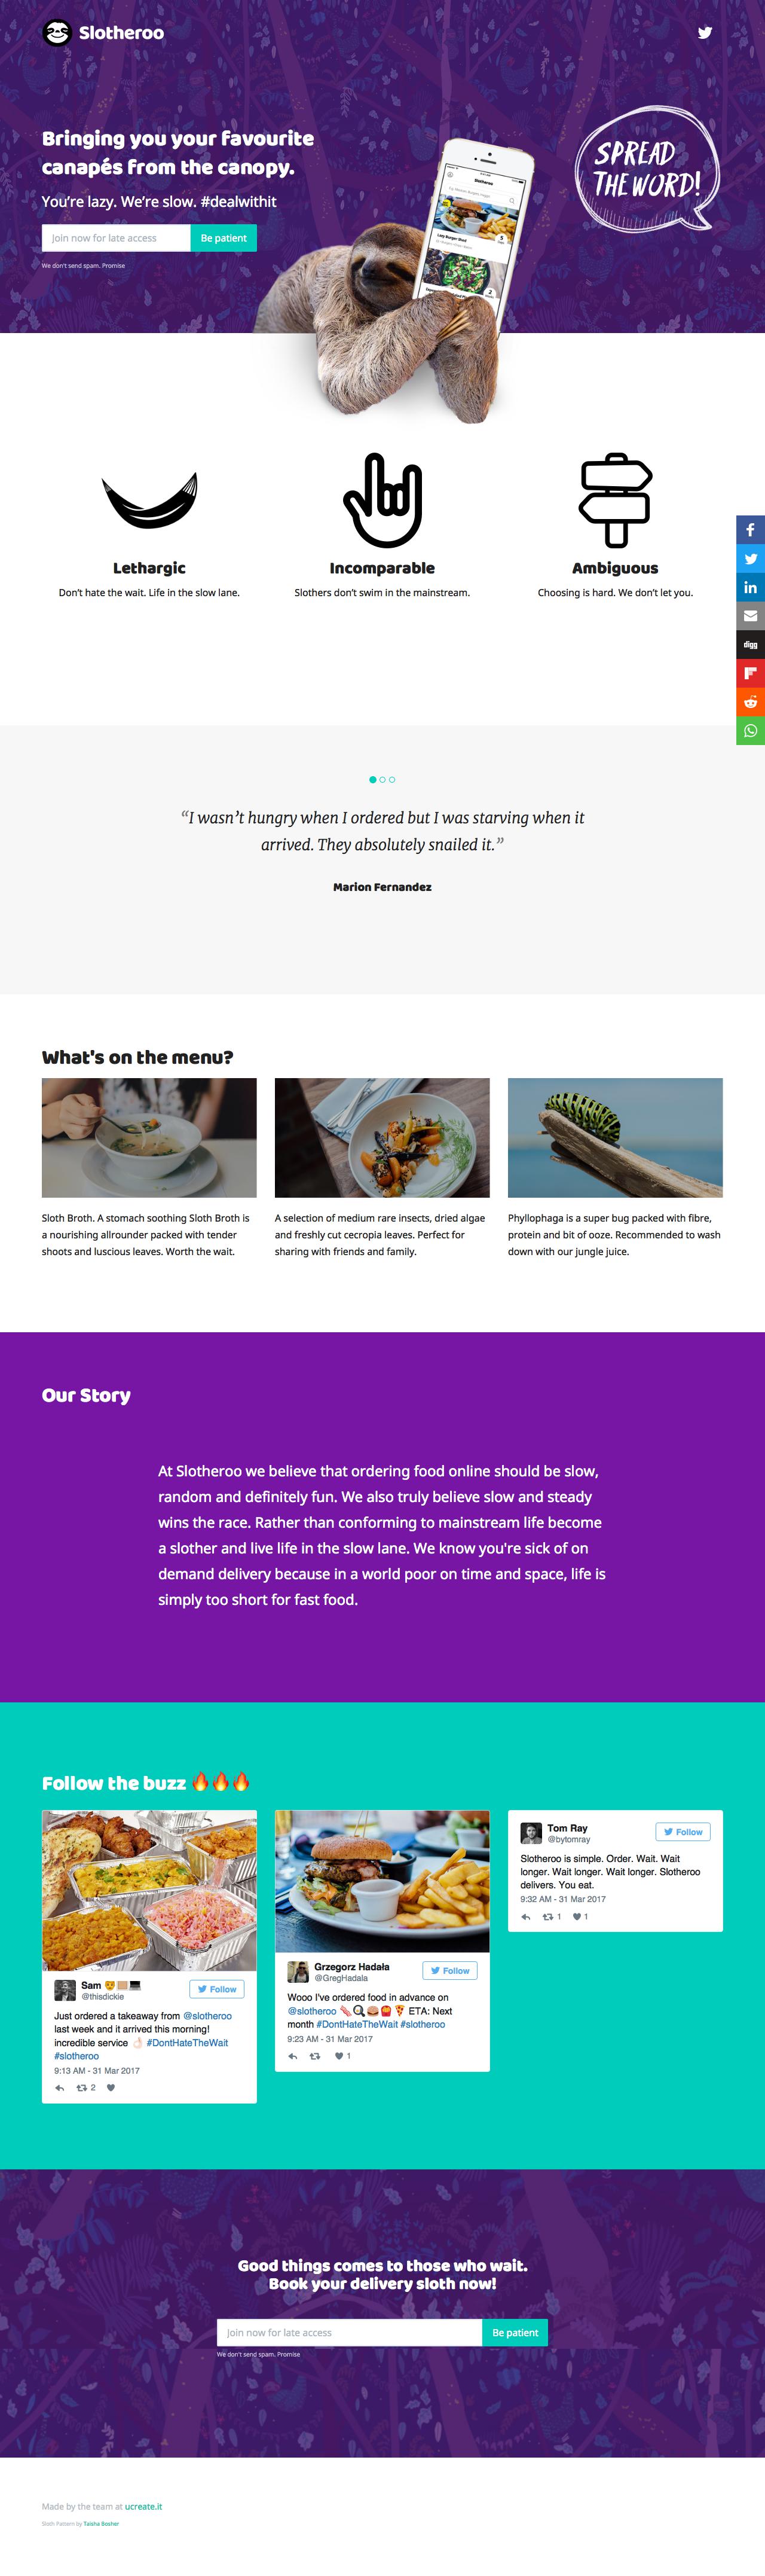 Slotheroo
Bringing you your favourite
canapés from the canopy.
You're lazy. We're slow. #dealwithit
Join now for late access
Be patient
We don't send spam. Promise
Slotheroo
Lazy Burger Shed
5
2
SPREAD
THE WORD!
Lethargic
Don't hate the wait. Life in the slow lane.
Incomparable
Slothers don't swim in the mainstream.
Ambiguous
Choosing is hard. We don't let you.
digg
“I wasn't hungry when I ordered but I was starving when it
arrived. They absolutely snailed it.”
Marion Fernandez
What's on the menu?
Sloth Broth. A stomach soothing Sloth Broth is
a nourishing allrounder packed with tender
shoots and luscious leaves. Worth the wait.
A selection of medium rare insects, dried algae
and freshly cut cecropia leaves. Perfect for
sharing with friends and family.
Phyllophaga is a super bug packed with fibre,
protein and bit of ooze. Recommended to wash
down with our jungle juice.
Our Story
At Slotheroo we believe that ordering food online should be slow,
random and definitely fun. We also truly believe slow and steady
wins the race. Rather than conforming to mainstream life become
a slother and live life in the slow lane. We know you're sick of on
demand delivery because in a world poor on time and space, life is
simply too short for fast food.
Follow the buzz 🔥🔥🔥
Sam
@thisdickie
Follow
Just ordered a takeaway from @slotheroo
last week and it arrived this morning!
incredible service 👌🏻 #DontHateTheWait
#slotheroo
9:13 AM - 31 Mar 2017
2
Grzegorz Hadała
@GregHadala
Follow
Wooo I've ordered food in advance on
@slotheroo 🥓🍳🍔🍟🍕 ETA: Next
month #DontHateTheWait #slotheroo
9:23 AM - 31 Mar 2017
1
Tom Ray
@bytomray
Follow
Slotheroo is simple. Order. Wait. Wait
longer. Wait longer. Wait longer. Slotheroo
delivers. You eat.
9:32 AM - 31 Mar 2017
1 1
Good things comes to those who wait.
Book your delivery sloth now!
Join now for late access
Be patient
We don't send spam. Promise
Made by the team at ucreate.it
Sloth Pattern by Taisha Bosher